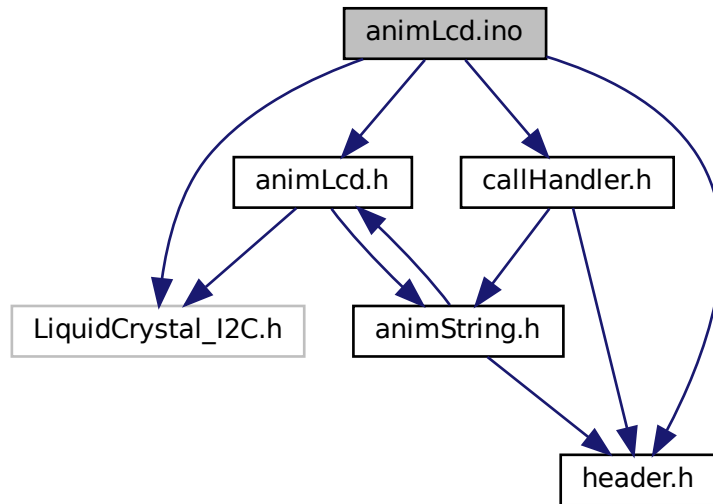 animLcd.ino
animLcd.h
callHandler.h
LiquidCrystal_I2C.h
animString.h
header.h